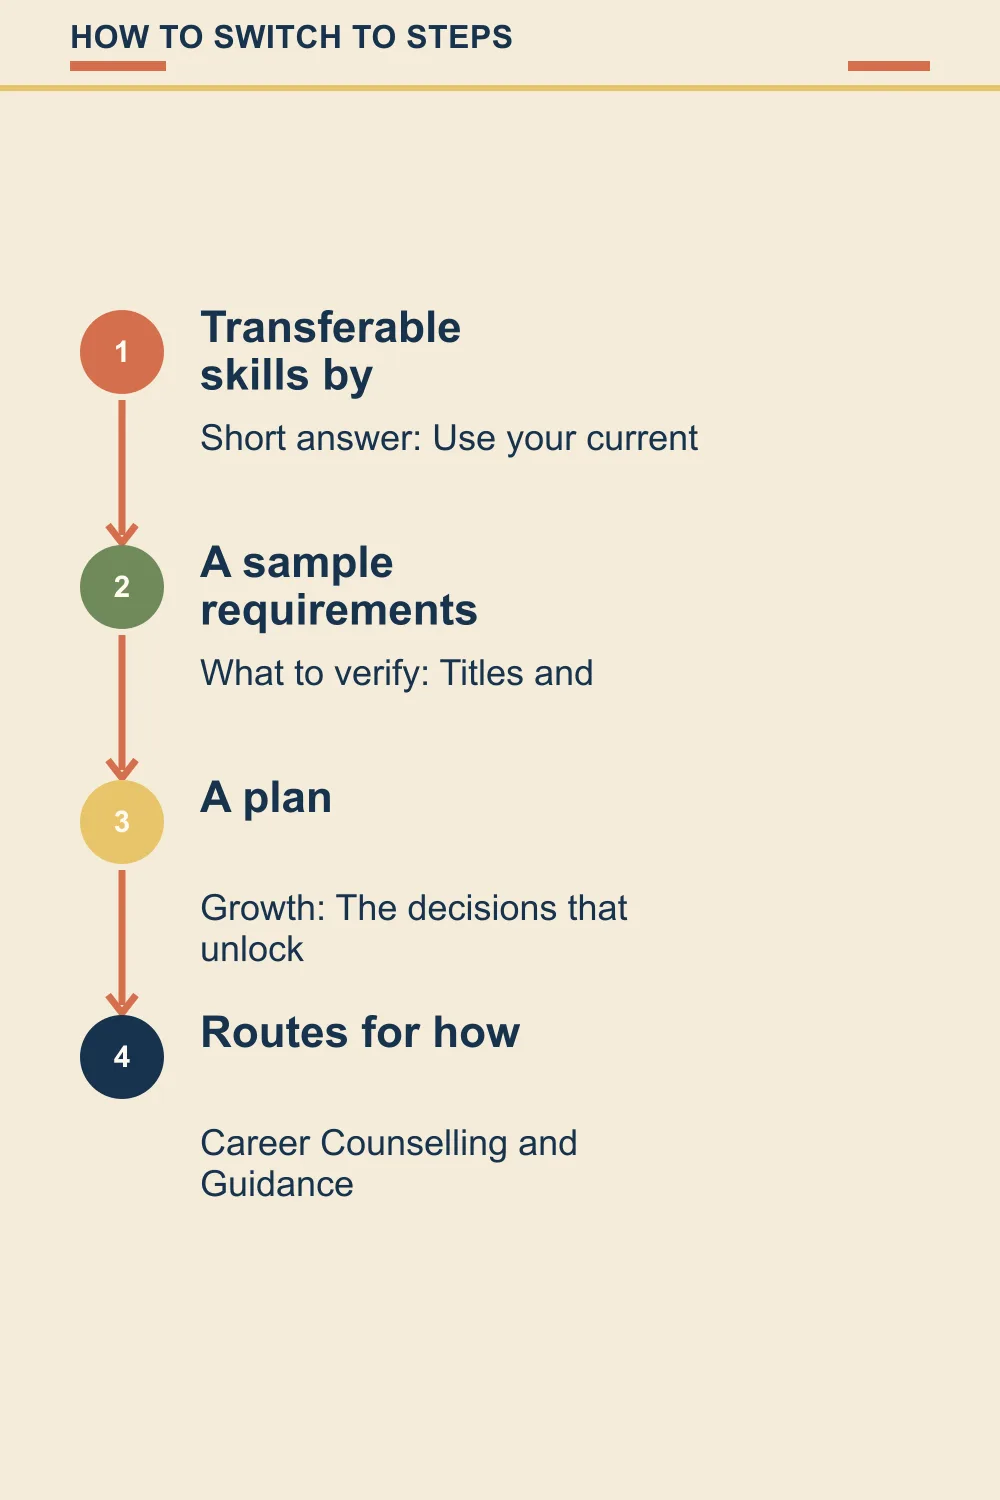 HOW TO SWITCH TO STEPS
1
Transferable
skills by
Short answer: Use your current
2
A sample
requirements
What to verify: Titles and
3
A plan
Growth: The decisions that
unlock
4
Routes for how
Career Counselling and
Guidance